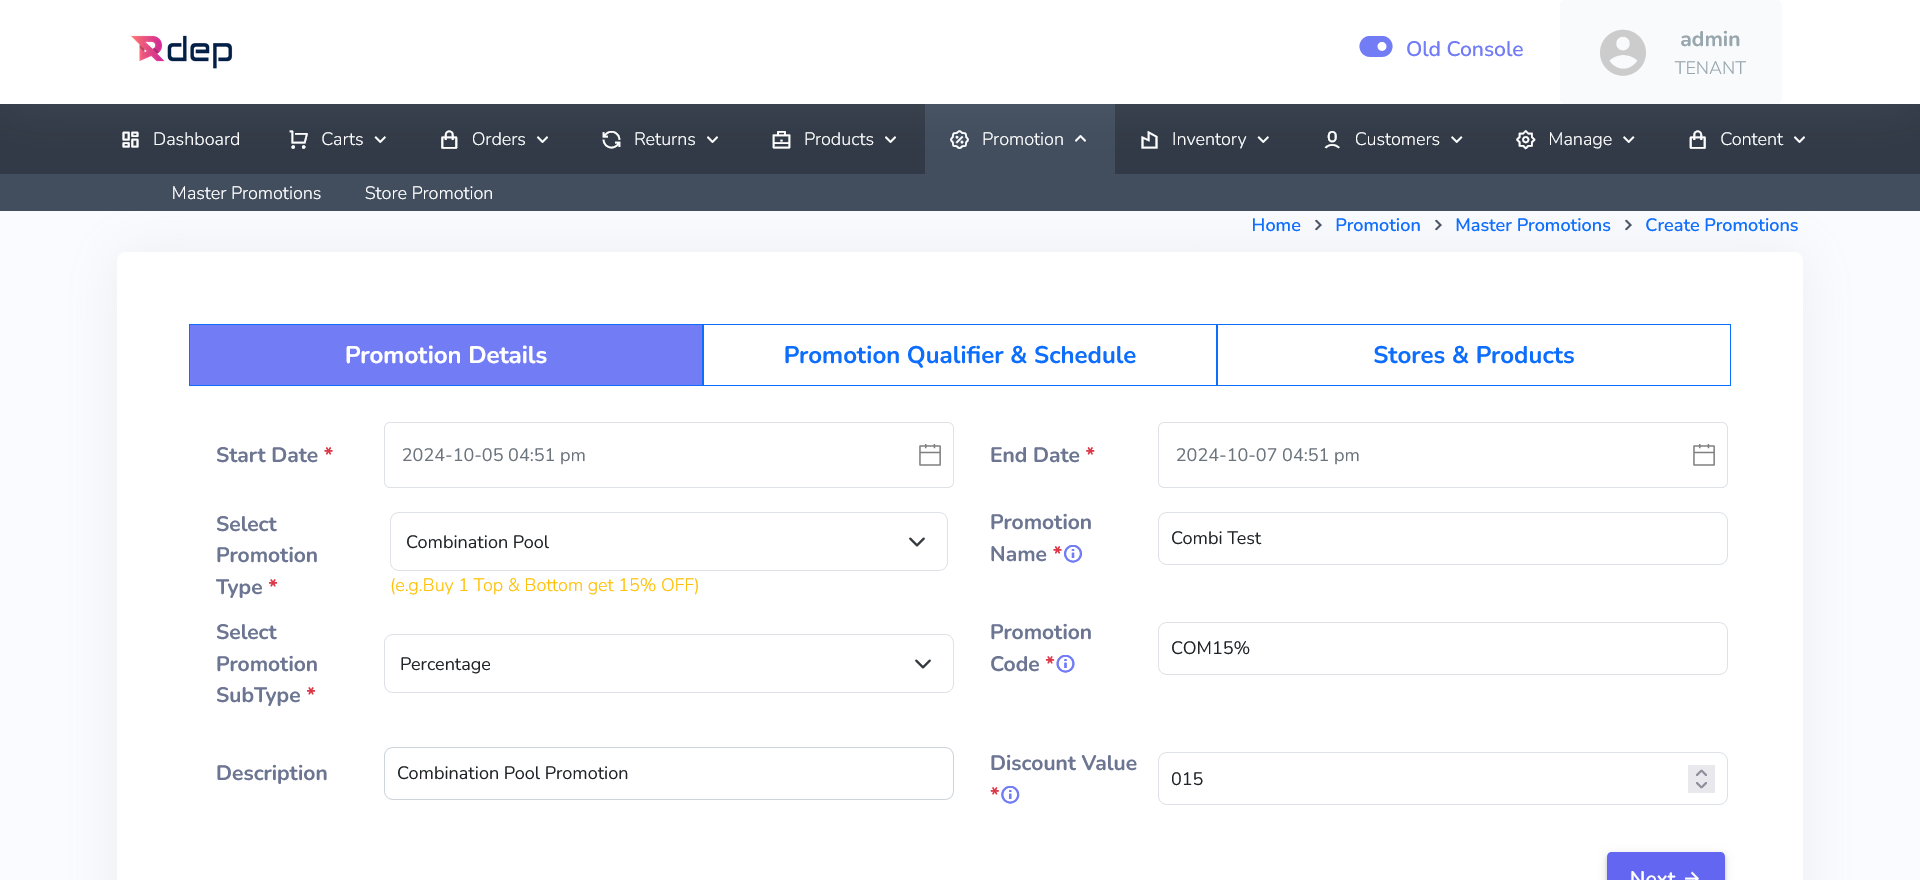 Rdep
Old Console
admin
TENANT
Dashboard
Carts
Orders
Returns
Products
Promotion
Inventory
Customers
Manage
Content
Master Promotions
Store Promotion
Home > Promotion > Master Promotions > Create Promotions
Promotion Details
Promotion Qualifier & Schedule
Stores & Products
Start Date *
2024-10-05 04:51 pm
End Date *
2024-10-07 04:51 pm
Select
Promotion
Type *
Combination Pool
(e.g.Buy 1 Top & Bottom get 15% OFF)
Promotion
Name *
Combi Test
Select
Promotion
SubType *
Percentage
Promotion
Code *
COM15%
Description
Combination Pool Promotion
Discount Value
*
015
Next →